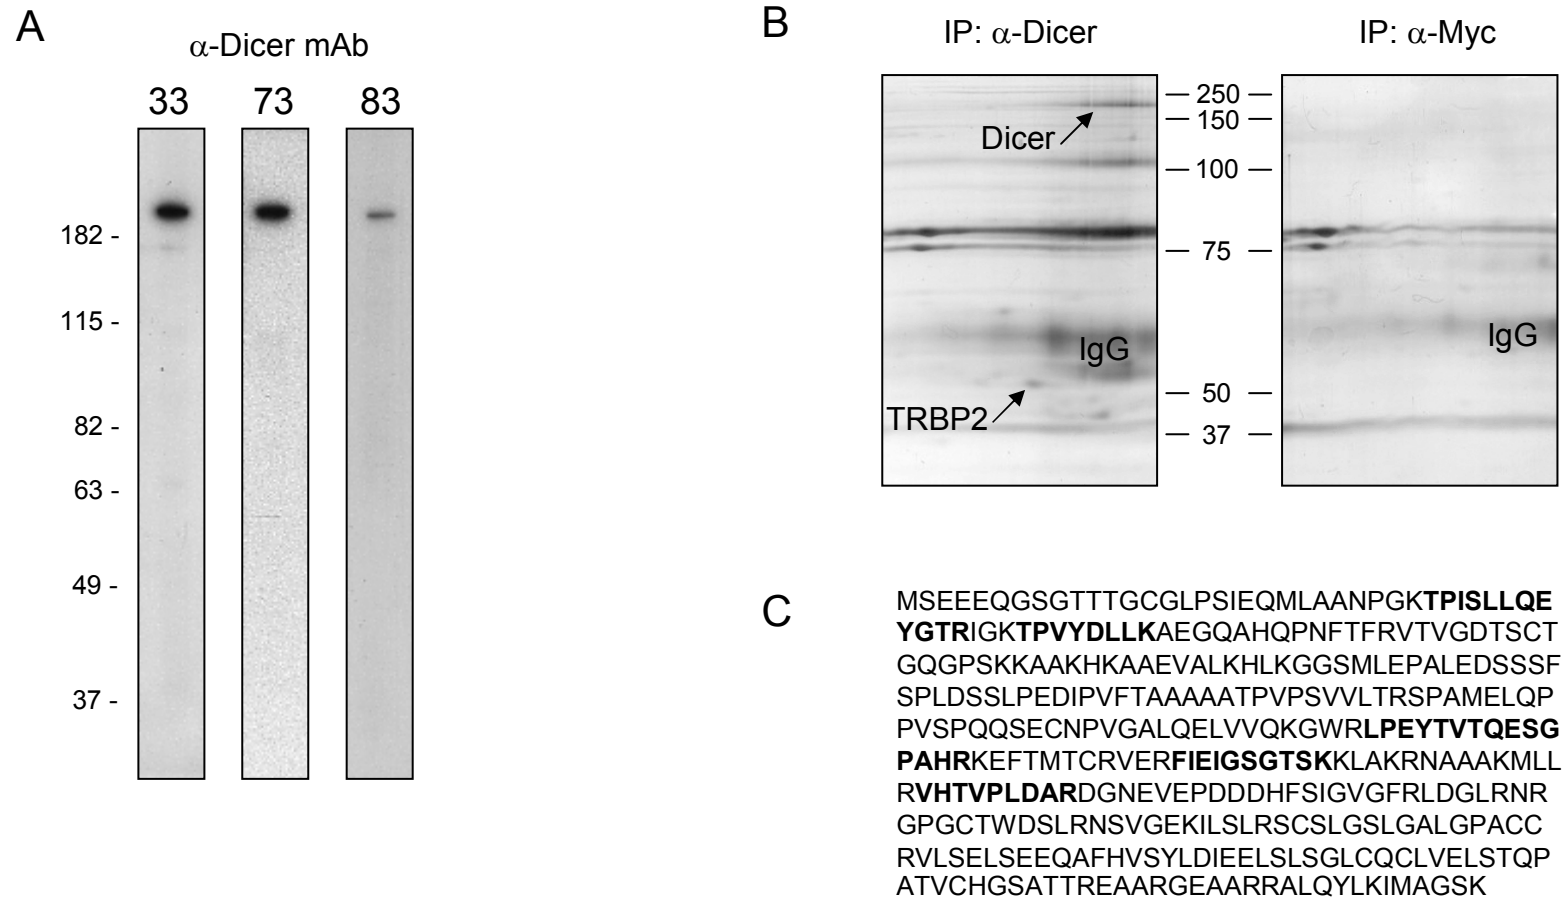 A
α-Dicer mAb
33 73 83
182 -
115 -
82 -
63 -
49 -
37 -
B
IP: α-Dicer
IP: α-Myc
Dicer
IgG
TRBP2
— 250 —
— 150 —
— 100 —
— 75 —
— 50 —
— 37 —
IgG
C
MSEEEQGSGTTTGCGLPSIEQMLAANPGKTPISLLQE
YGTRIGKTPVYDLLKAEGQAHQPNFTFRVTVGDTSCT
GQGPSKKAAKHKAAEVALKHLKGGSMLEPALEDSSSF
SPLDSSLPEDIPVFTAAAAATPVPSVVLTRSPAMELQP
PVSPQQSECNPVGALQELVVQKGWRLPEYTVTQESG
PAHRKEFTMTCRVERFIEIGSGTSKKLAKRNAAAKMLL
RVHTVPLDARDGNEVEPDDDHFSIGVGFRLDGLRNR
GPGCTWDSLRNSVGEKILSLRSCSLGSLGALGPACC
RVLSELSEEQAFHVSYLDIEELSLSGLCQCLVELSTQP
ATVCHGSATTREAARGEAARRALQYLKIMAGSK